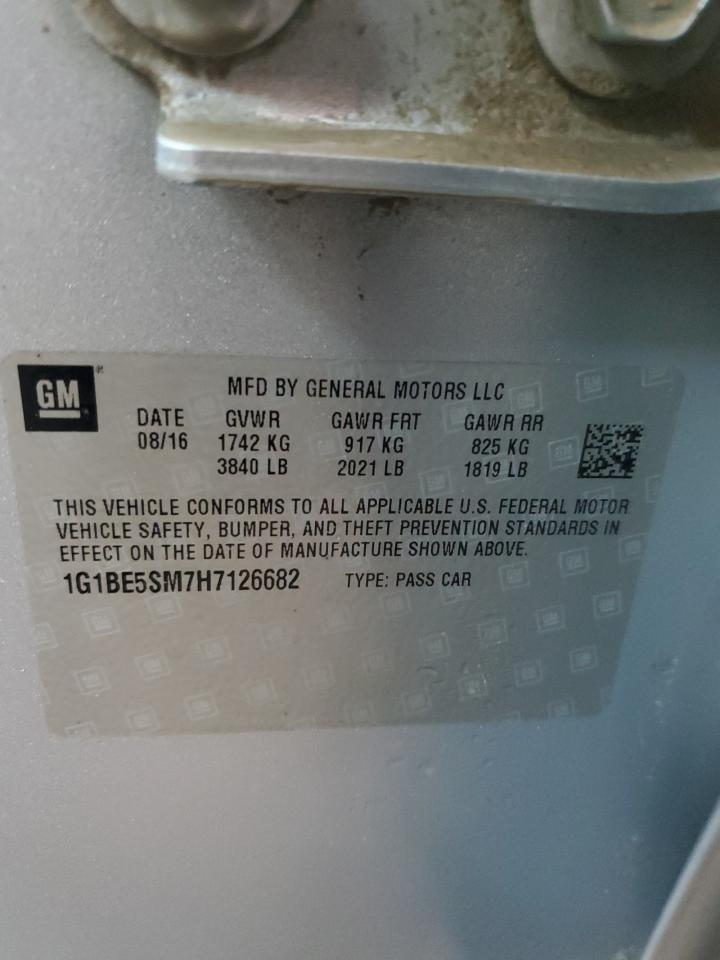 GM
MFD BY GENERAL MOTORS LLC
DATE GVWR GAWR FRT GAWR RR
08/16 1742 KG 917 KG 825 KG
3840 LB 2021 LB 1819 LB
THIS VEHICLE CONFORMS TO ALL APPLICABLE U.S. FEDERAL MOTOR
VEHICLE SAFETY, BUMPER, AND THEFT PREVENTION STANDARDS IN
EFFECT ON THE DATE OF MANUFACTURE SHOWN ABOVE.
1G1BE5SM7H7126682 TYPE: PASS CAR